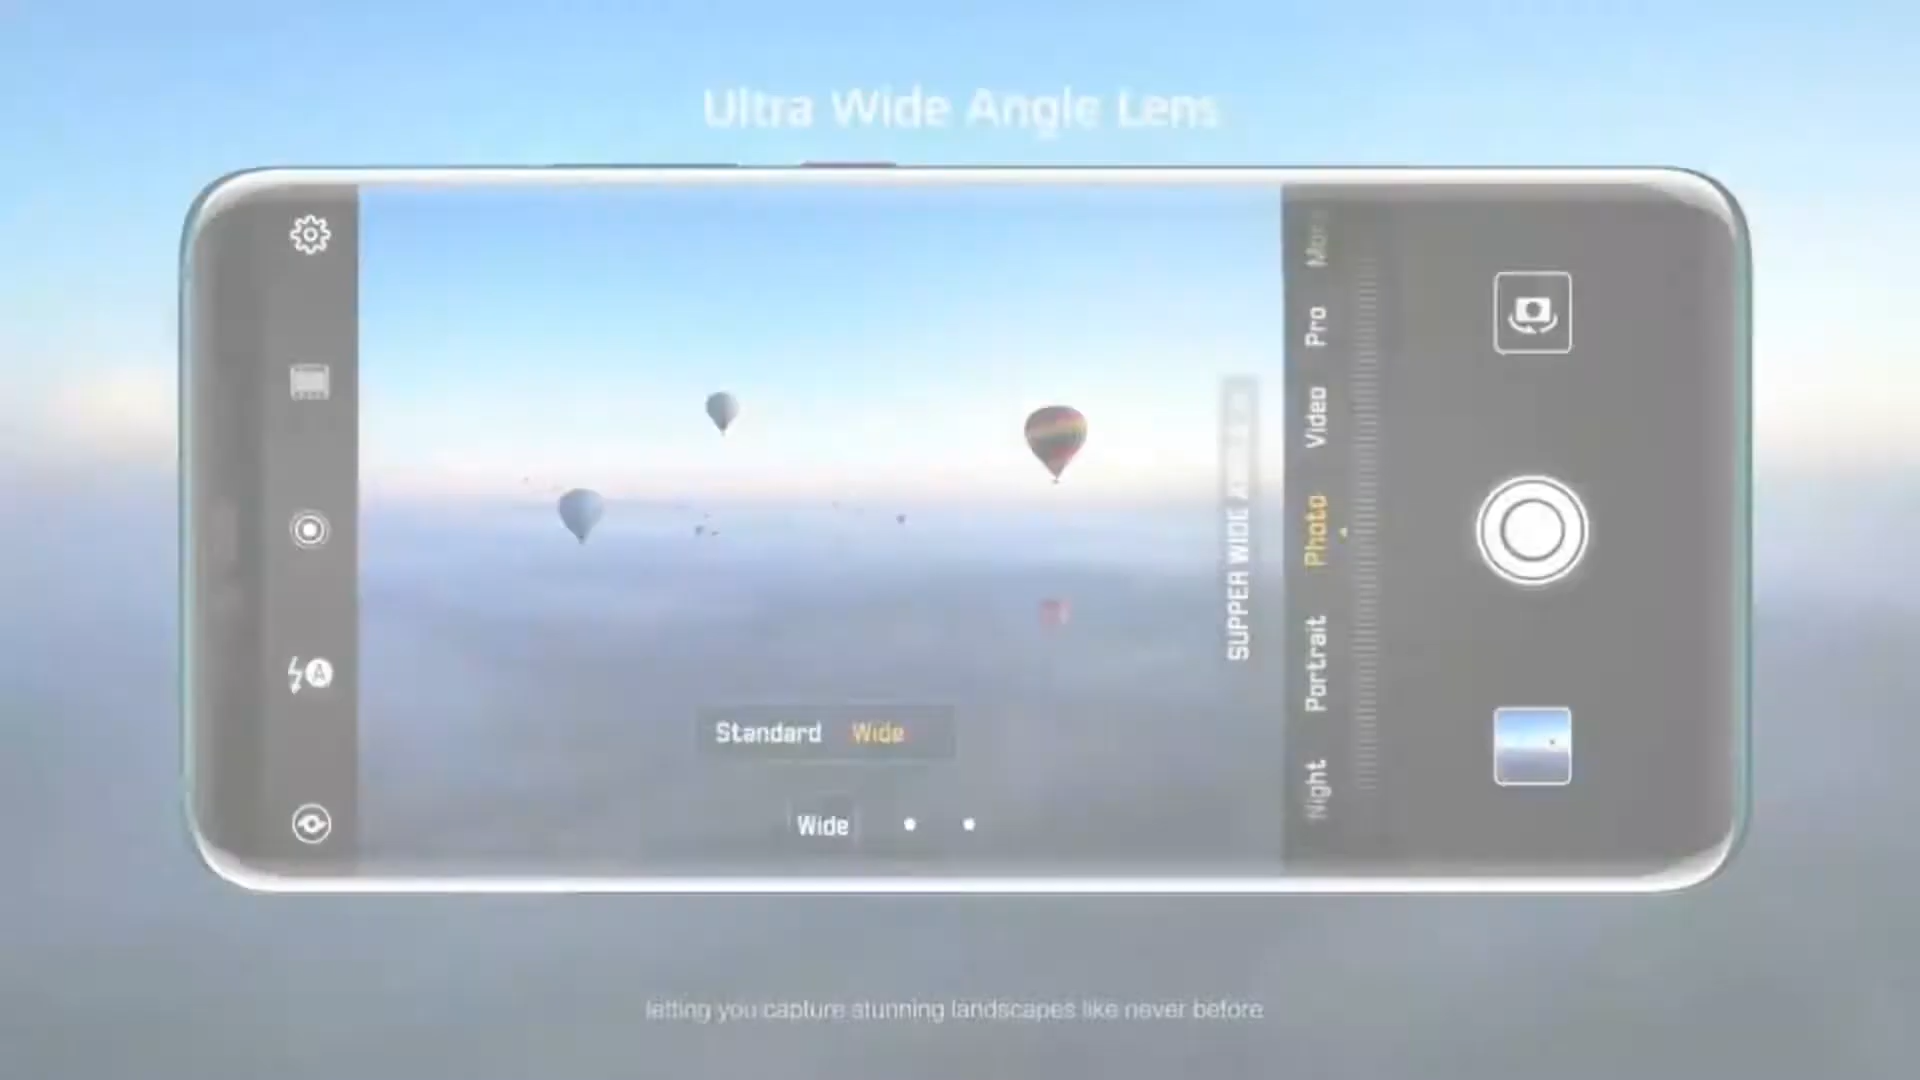 Ultra Wide Angle Lens
More
Pro
Video
Photo
Portrait
Night
SUPPER WIDE
A
Standard Wide
Wide
letting you capture stunning landscapes like never before